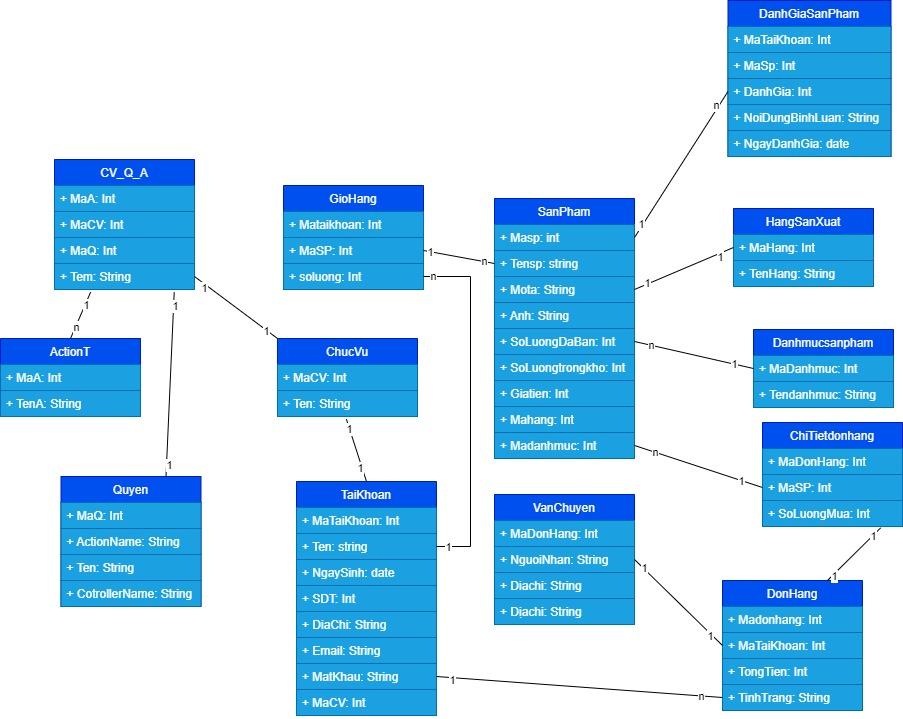 DanhGiaSanPham
+ MaTaiKhoan: Int
+ MaSp: Int
+ DanhGia: Int
+ NoiDungBinhLuan: String
+ NgayDanhGia: date
n
1
CV_Q_A
+ MaA: Int
+ MaCV: Int
+ MaQ: Int
+ Tem: String
1
n
1
1
1
1
GioHang
+ Mataikhoan: Int
+ MaSP: Int
+ soluong: Int
1
n
n
1
SanPham
+ Masp: int
+ Tensp: string
+ Mota: String
+ Anh: String
+ SoLuongDaBan: Int
+ SoLuongtrongkho: Int
+ Giatien: Int
+ Mahang: Int
+ Madanhmuc: Int
1
1
n
1
n
1
HangSanXuat
+ MaHang: Int
+ TenHang: String
ActionT
+ MaA: Int
+ TenA: String
ChucVu
+ MaCV: Int
+ Ten: String
1
1
Danhmucsanpham
+ MaDanhmuc: Int
+ Tendanhmuc: String
ChiTietdonhang
+ MaDonHang: Int
+ MaSP: Int
+ SoLuongMua: Int
1
1
Quyen
+ MaQ: Int
+ ActionName: String
+ Ten: String
+ CotrollerName: String
TaiKhoan
+ MaTaiKhoan: Int
+ Ten: string
+ NgaySinh: date
+ SDT: Int
+ DiaChi: String
+ Email: String
+ MatKhau: String
+ MaCV: Int
1
n
VanChuyen
+ MaDonHang: Int
+ NguoiNhan: String
+ Diachi: String
+ Diachi: String
1
1
DonHang
+ Madonhang: Int
+ MaTaiKhoan: Int
+ TongTien: Int
+ TinhTrang: String